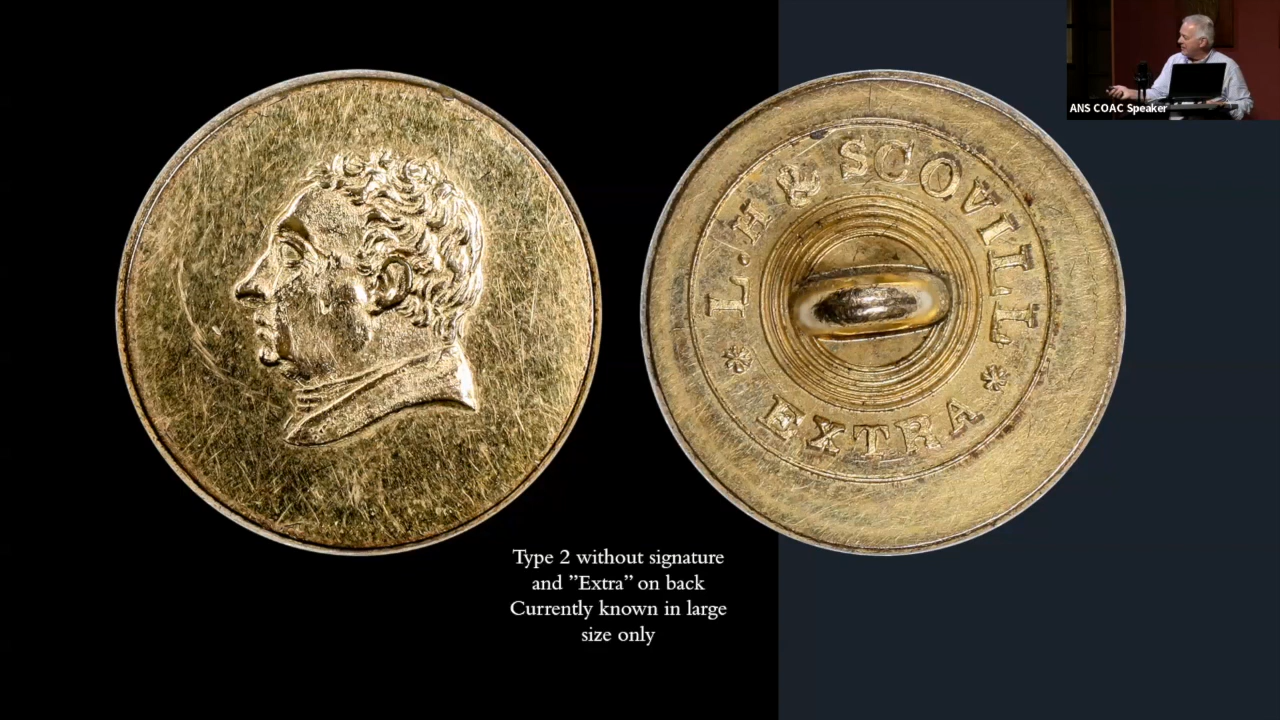 ANS COAC Speaker
L.H & SCOVILL
* EXTRA *
Type 2 without signature
and ”Extra” on back
Currently known in large
size only